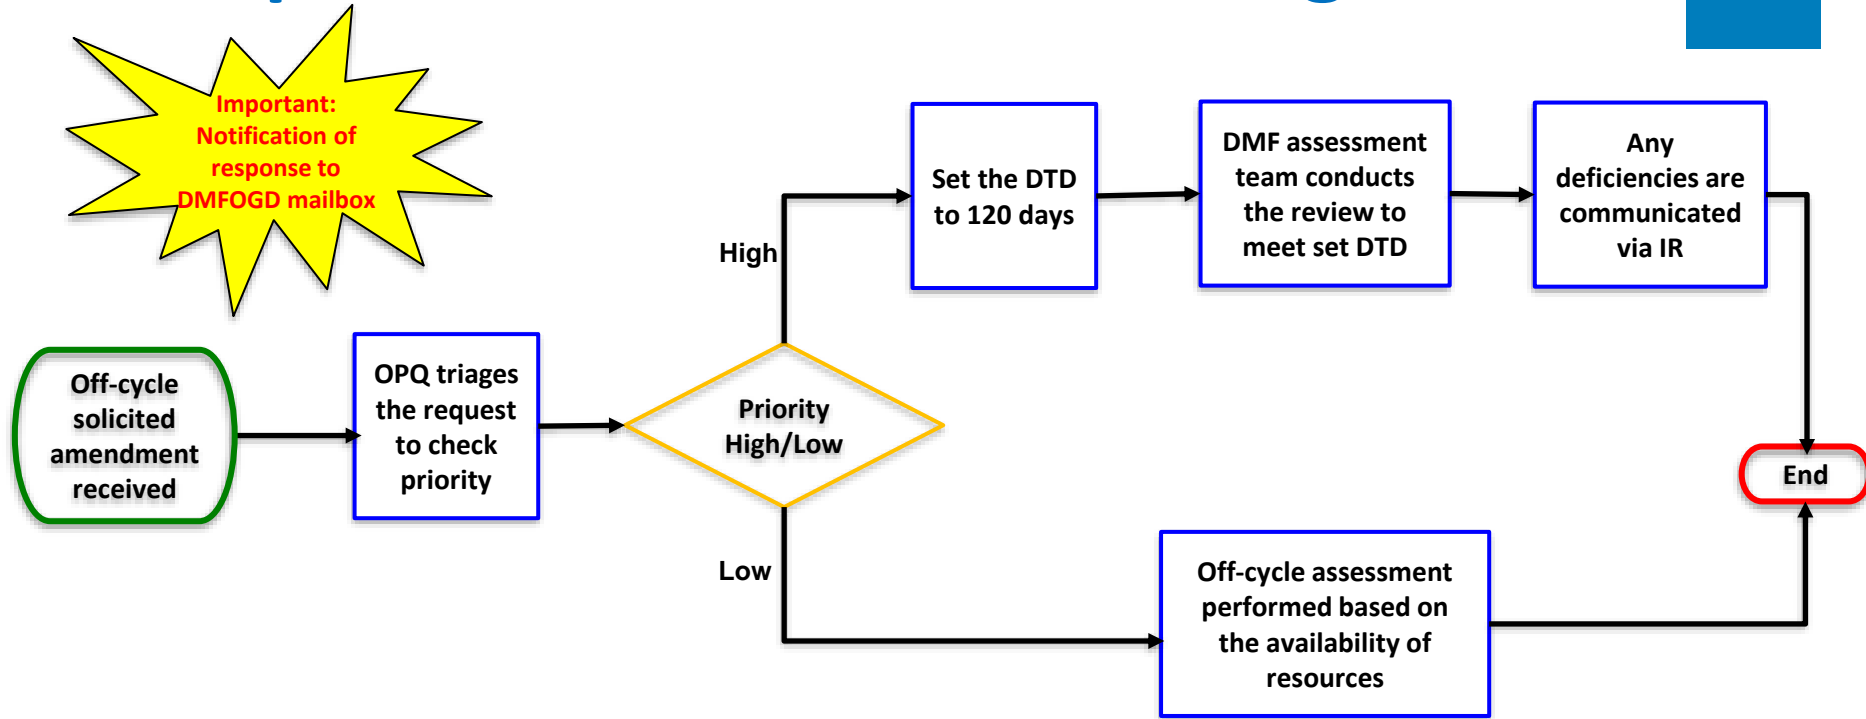 Important:
Notification of
response to
DMFOGD mailbox
Off-cycle
solicited
amendment
received
OPQ triages
the request
to check
priority
Priority
High/Low
High
Set the DTD
to 120 days
DMF assessment
team conducts
the review to
meet set DTD
Any
deficiencies are
communicated
via IR
Low
Off-cycle assessment
performed based on
the availability of
resources
End